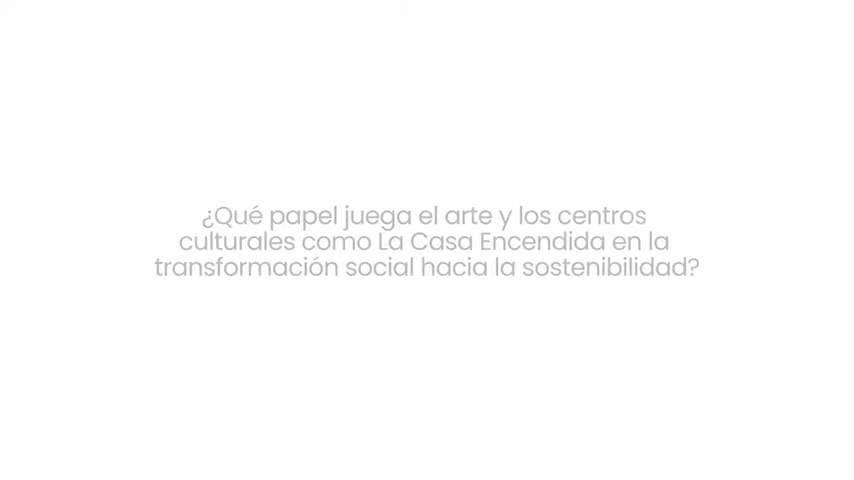 ¿Qué papel juega el arte y los centros
culturales como La Casa Encendida en la
transformación social hacia la sostenibilidad?